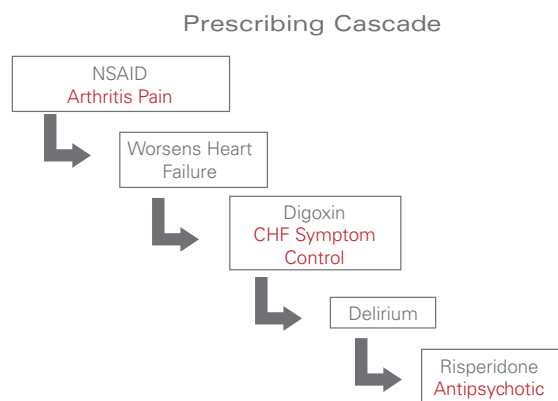 Prescribing Cascade
NSAID
Arthritis Pain
Worsens Heart
Failure
Digoxin
CHF Symptom
Control
Delirium
Risperidone
Antipsychotic